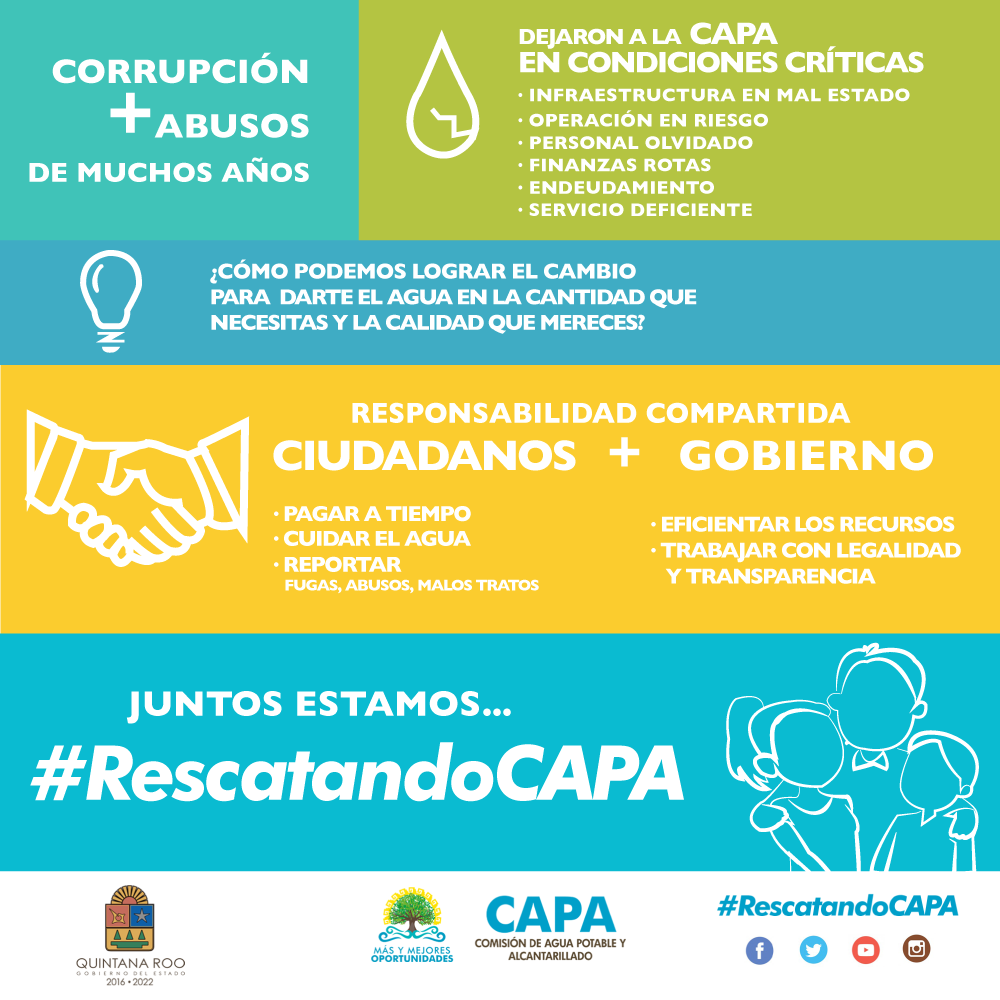 CORRUPCIÓN
+ ABUSOS
DE MUCHOS AÑOS
DEJARON A LA CAPA
EN CONDICIONES CRÍTICAS
· INFRAESTRUCTURA EN MAL ESTADO
· OPERACIÓN EN RIESGO
· PERSONAL OLVIDADO
· FINANZAS ROTAS
· ENDEUDAMIENTO
· SERVICIO DEFICIENTE
¿CÓMO PODEMOS LOGRAR EL CAMBIO
PARA DARTE EL AGUA EN LA CANTIDAD QUE
NECESITAS Y LA CALIDAD QUE MERECES?
RESPONSABILIDAD COMPARTIDA
CIUDADANOS + GOBIERNO
· PAGAR A TIEMPO
· CUIDAR EL AGUA
· REPORTAR
FUGAS, ABUSOS, MALOS TRATOS
· EFICIENTAR LOS RECURSOS
· TRABAJAR CON LEGALIDAD
Y TRANSPARENCIA
JUNTOS ESTAMOS...
#RescatandoCAPA
QUINTANA ROO
GOBIERNO DEL ESTADO
2016 • 2022
MÁS Y MEJORES
OPORTUNIDADES
CAPA
COMISIÓN DE AGUA POTABLE Y
ALCANTARILLADO
#RescatandoCAPA